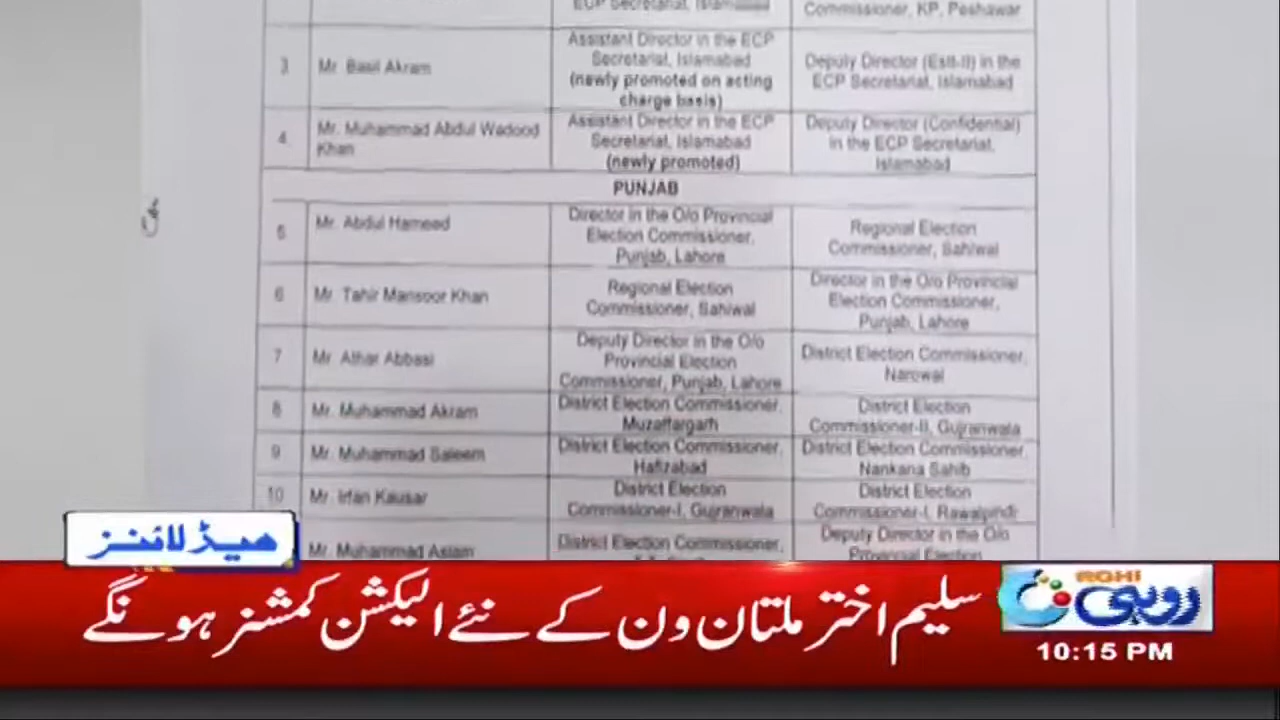 ECP Secretariat, Islamabad
Commissioner, KP, Peshawar
3
Mr. Basil Akram
Assistant Director in the ECP
Secretariat, Islamabad
(newly promoted on acting
charge basis)
Deputy Director (Estt-II) in the
ECP Secretariat, Islamabad
4
Mr. Muhammad Abdul Wadood
Khan
Assistant Director in the ECP
Secretariat, Islamabad
(newly promoted)
Deputy Director (Confidential)
in the ECP Secretariat,
Islamabad
PUNJAB
5
Mr. Abdul Hameed
Director in the O/o Provincial
Election Commissioner,
Punjab, Lahore
Regional Election
Commissioner, Sahiwal
6
Mr. Tahir Mansoor Khan
Regional Election
Commissioner, Sahiwal
Director in the O/o Provincial
Election Commissioner,
Punjab, Lahore
7
Mr. Athar Abbasi
Deputy Director in the O/o
Provincial Election
Commissioner, Punjab, Lahore
District Election Commissioner,
Narowal
8
Mr. Muhammad Akram
District Election Commissioner,
Muzaffargarh
District Election
Commissioner-II, Gujranwala
9
Mr. Muhammad Saleem
District Election Commissioner,
Hafizabad
District Election Commissioner,
Nankana Sahib
10
Mr. Irfan Kausar
District Election
Commissioner-I, Gujranwala
District Election
Commissioner-I, Rawalpindi
Mr. Muhammad Aslam
District Election Commissioner,
Deputy Director in the O/o
Provincial Election
ہیڈ لائنز
سلیم اختر ملتان ون کے نئے الیکشن کمشنر ہونگے
ROHI
روہی
10:15 PM